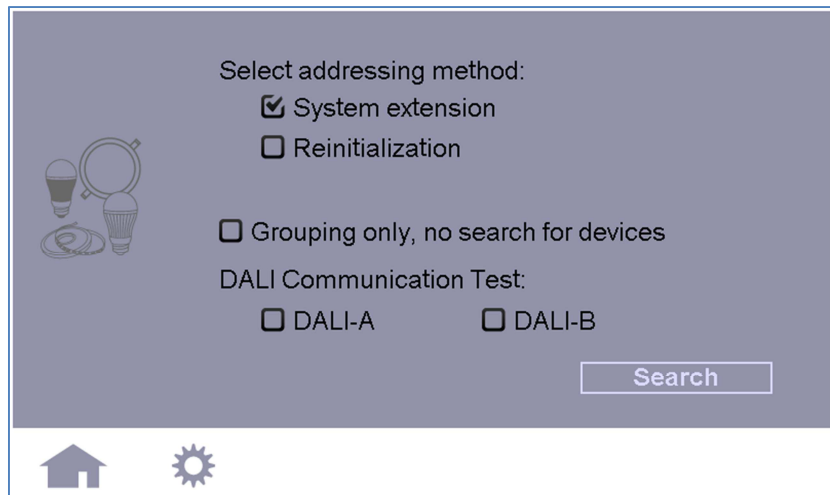 Select addressing method:
System extension
Reinitialization
Grouping only, no search for devices
DALI Communication Test:
DALI-A DALI-B
Search